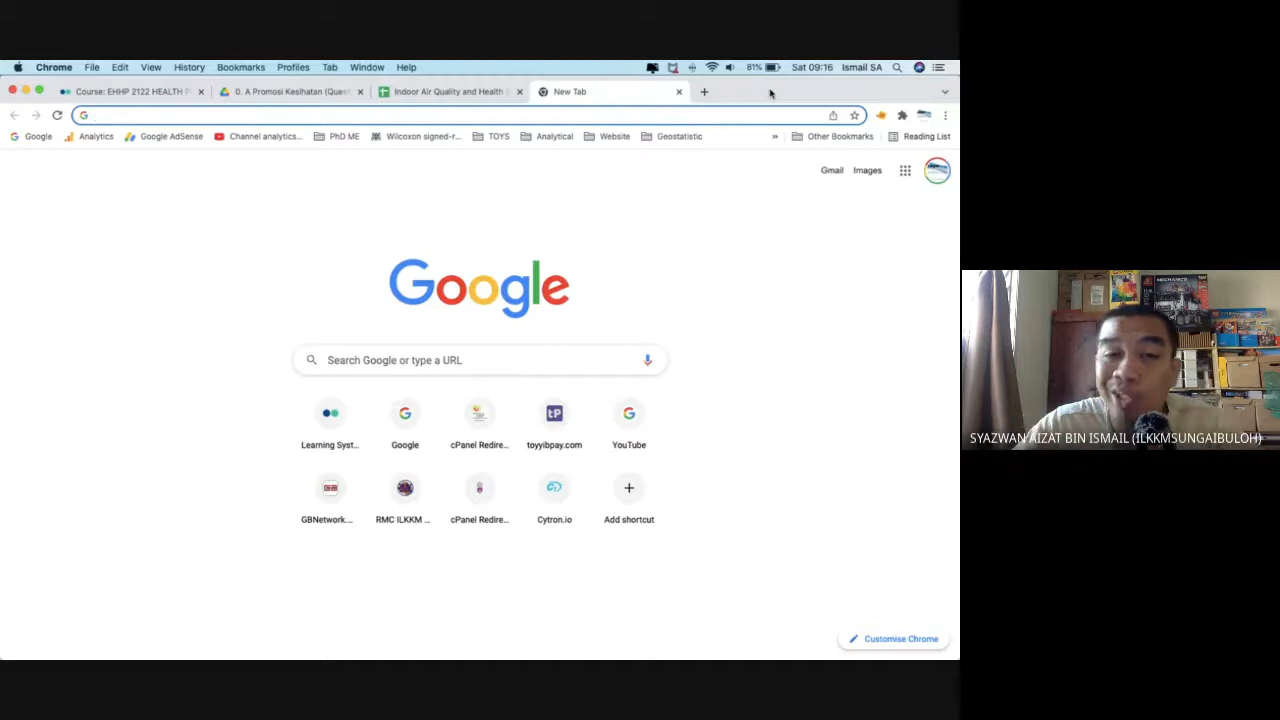 Chrome File Edit View History Bookmarks Profiles Tab Window Help 81% Sat 09:16 Ismail SA
Course: EHHP 2122 HEALTH P 0. A Promosi Kesihatan (Quest Indoor Air Quality and Health New Tab
Google Analytics Google AdSense Channel analytics... PhD ME Wilcoxon signed-r... TOYS Analytical Website Geostatistic » Other Bookmarks Reading List
Gmail Images
Google
Search Google or type a URL
tP
Learning Syst... Google cPanel Redire... toyyibpay.com YouTube
GBNetwork.... RMC ILKKM ... cPanel Redire... Cytron.io Add shortcut
Customise Chrome
MECHANICS
SYAZWAN AIZAT BIN ISMAIL (ILKKMSUNGAIBULOH)